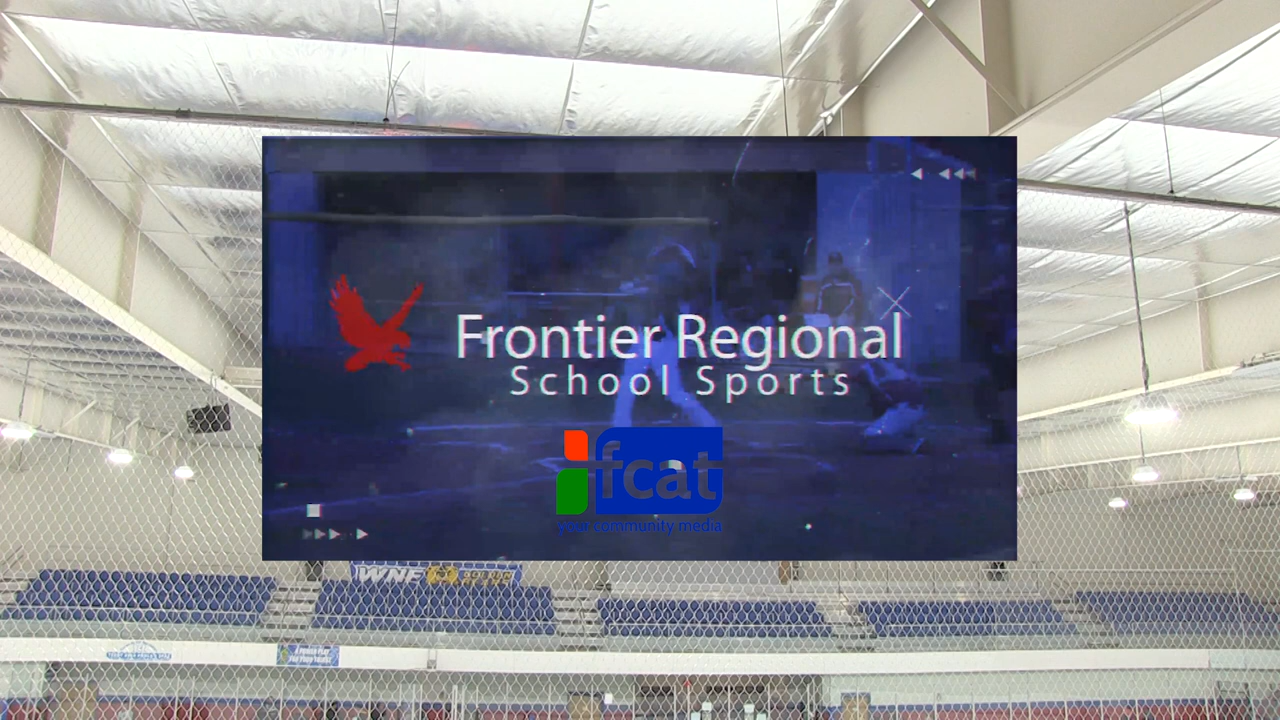 Frontier Regional
School Sports
fcat
your community media
WNE